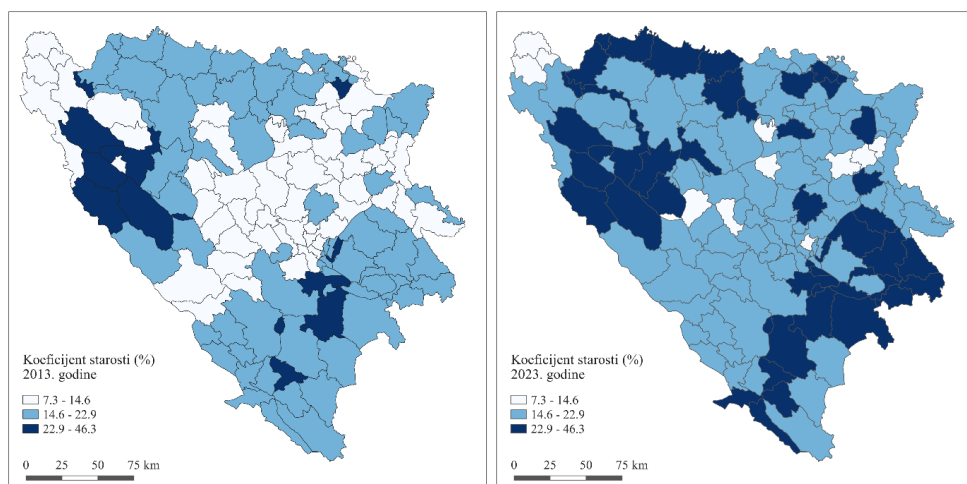 Koeficijent starosti (%)
2013. godine
7.3 - 14.6
14.6 - 22.9
22.9 - 46.3
0 25 50 75 km
Koeficijent starosti (%)
2023. godine
7.3 - 14.6
14.6 - 22.9
22.9 - 46.3
0 25 50 75 km